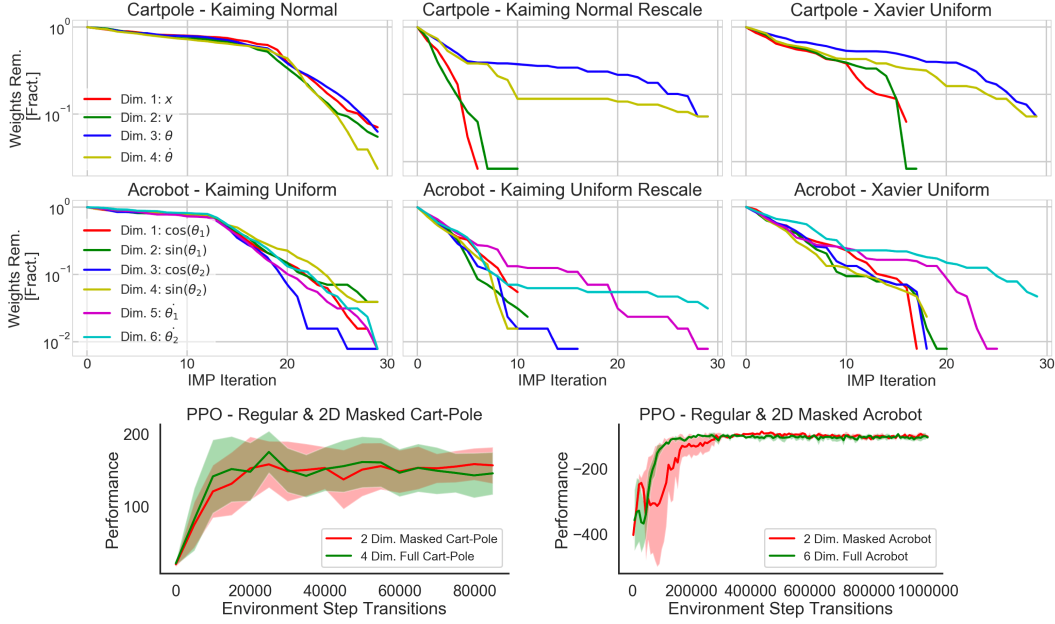 Cartpole - Kaiming Normal
Cartpole - Kaiming Normal Rescale
Cartpole - Xavier Uniform
Weights Rem.
[Fract.]
10⁰
10⁻¹
Dim. 1: x
Dim. 2: v
Dim. 3: θ
Dim. 4: θ̇
Acrobot - Kaiming Uniform
Acrobot - Kaiming Uniform Rescale
Acrobot - Xavier Uniform
Weights Rem.
[Fract.]
10⁰
10⁻¹
10⁻²
Dim. 1: cos(θ₁)
Dim. 2: sin(θ₁)
Dim. 3: cos(θ₂)
Dim. 4: sin(θ₂)
Dim. 5: θ̇₁
Dim. 6: θ̇₂
0 10 20 30
0 10 20 30
0 10 20 30
IMP Iteration
IMP Iteration
IMP Iteration
PPO - Regular & 2D Masked Cart-Pole
Performance
200
100
2 Dim. Masked Cart-Pole
4 Dim. Full Cart-Pole
0 20000 40000 60000 80000
Environment Step Transitions
PPO - Regular & 2D Masked Acrobot
Performance
−200
−400
2 Dim. Masked Acrobot
6 Dim. Full Acrobot
0 200000 400000 600000 800000 1000000
Environment Step Transitions